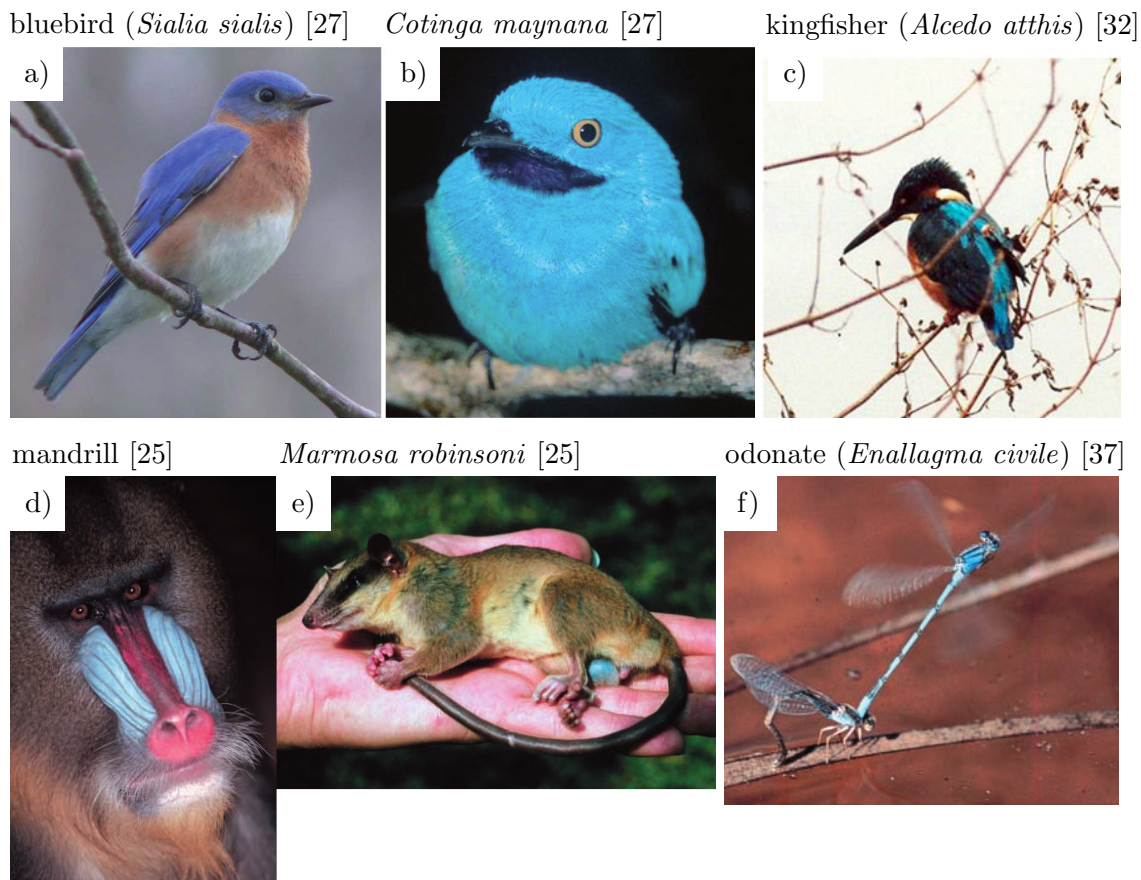 bluebird (Sialia sialis) [27]
Cotinga maynana [27]
kingfisher (Alcedo atthis) [32]
a)
b)
c)
mandrill [25]
Marmosa robinsoni [25]
odonate (Enallagma civile) [37]
d)
e)
f)